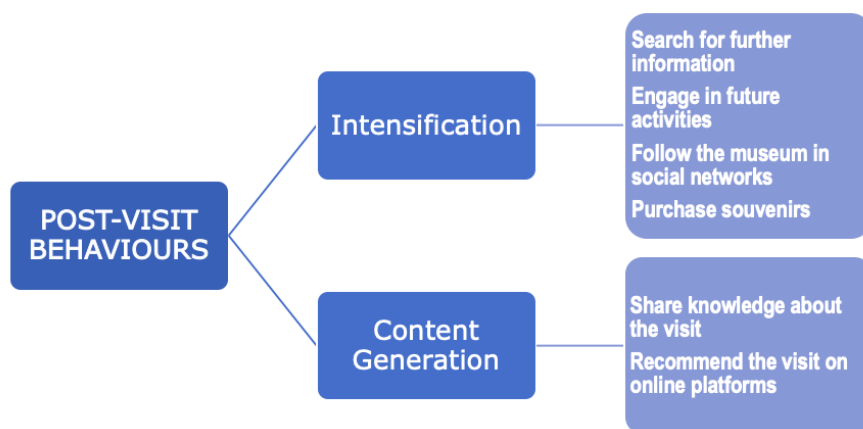 POST-VISIT
BEHAVIOURS
Intensification
Search for further
information
Engage in future
activities
Follow the museum in
social networks
Purchase souvenirs
Content
Generation
Share knowledge about
the visit
Recommend the visit on
online platforms